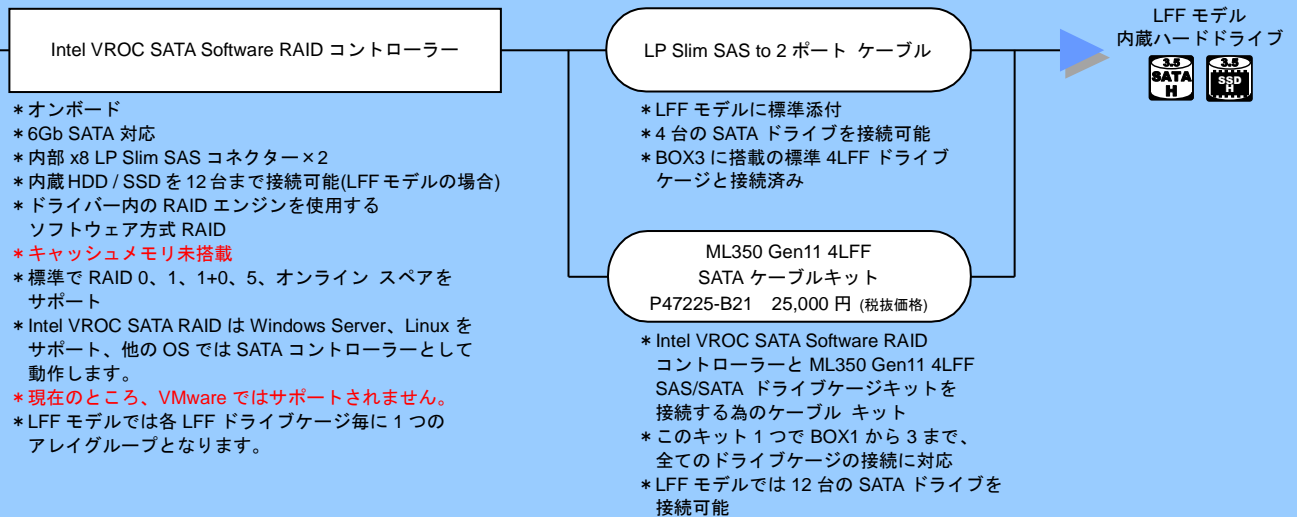 Intel VROC SATA Software RAID コントローラー
*オンボード
*6Gb SATA 対応
*内部 x8 LP Slim SAS コネクター×2
*内蔵 HDD / SSD を 12 台まで接続可能(LFF モデルの場合)
*ドライバー内の RAID エンジンを使用する
ソフトウェア方式 RAID
*キャッシュメモリ未搭載
*標準で RAID 0、1、1+0、5、オンライン スペアを
サポート
*Intel VROC SATA RAID は Windows Server、Linux を
サポート、他の OS では SATA コントローラーとして
動作します。
*現在のところ、VMware ではサポートされません。
*LFF モデルでは各 LFF ドライブケージ毎に 1 つの
アレイグループとなります。
LP Slim SAS to 2 ポート ケーブル
*LFF モデルに標準添付
*4 台の SATA ドライブを接続可能
*BOX3 に搭載の標準 4LFF ドライブ
ケージと接続済み
ML350 Gen11 4LFF
SATA ケーブルキット
P47225-B21 25,000 円 (税抜価格)
*Intel VROC SATA Software RAID
コントローラーと ML350 Gen11 4LFF
SAS/SATA ドライブケージキットを
接続する為のケーブル キット
*このキット 1 つで BOX1 から 3 まで、
全てのドライブケージの接続に対応
*LFF モデルでは 12 台の SATA ドライブを
接続可能
LFF モデル
内蔵ハードドライブ
3.5
SATA
H
3.5
SSD
H